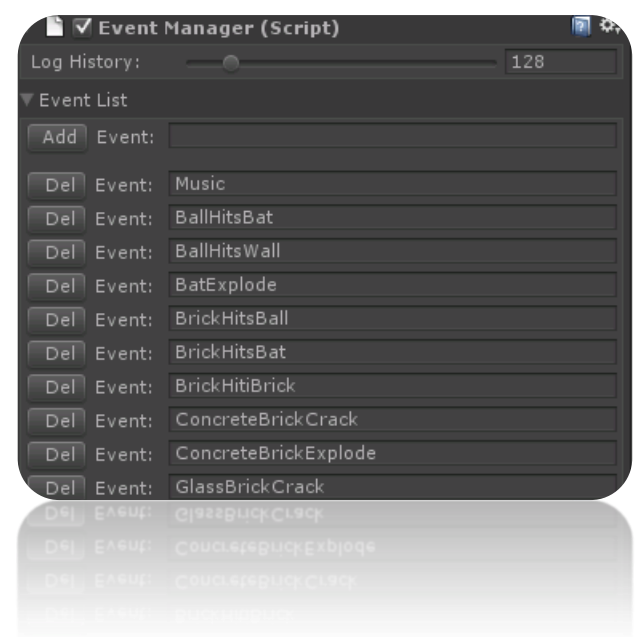 Event Manager (Script)
Log History: 128
Event List
Add Event:
Del Event: Music
Del Event: BallHitsBat
Del Event: BallHitsWall
Del Event: BatExplode
Del Event: BrickHitsBall
Del Event: BrickHitsBat
Del Event: BrickHitiBrick
Del Event: ConcreteBrickCrack
Del Event: ConcreteBrickExplode
Del Event: GlassBrickCrack